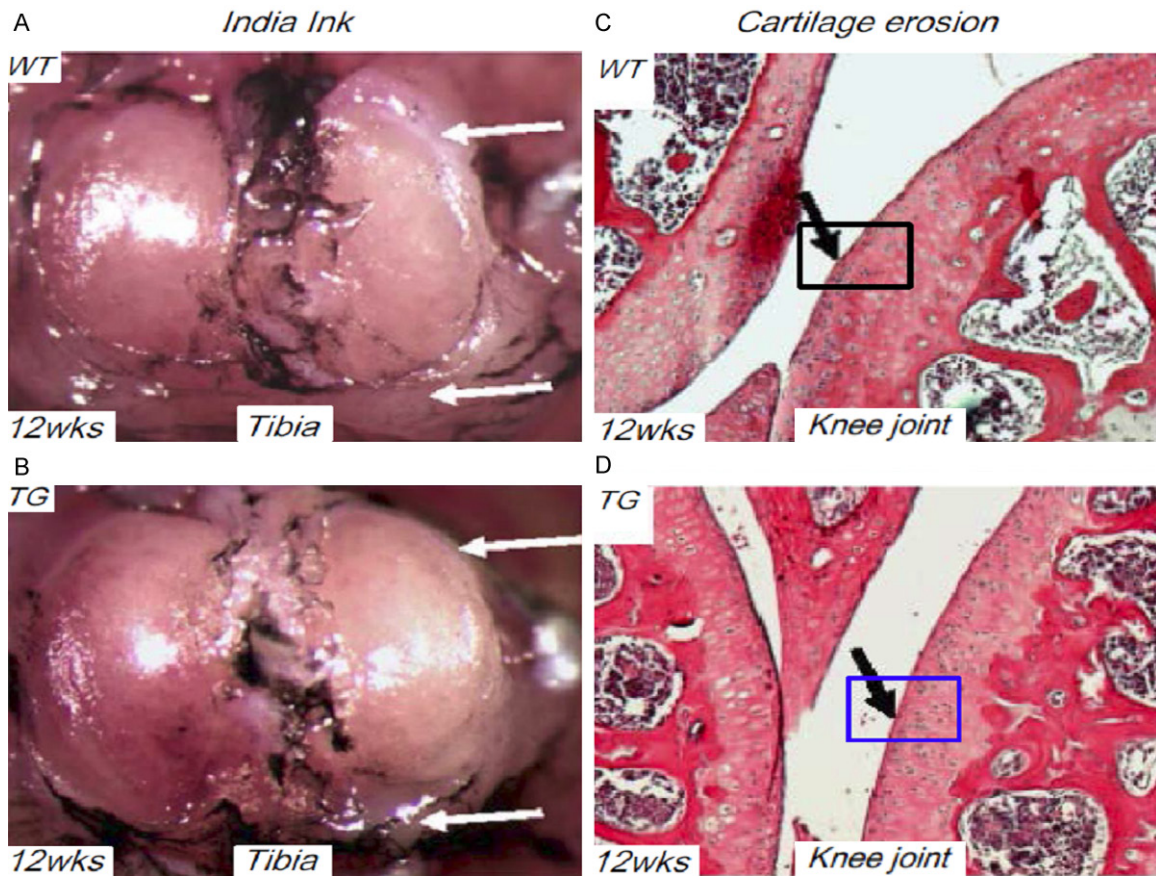 A
India Ink
WT
12wks
Tibia
B
TG
12wks
Tibia
C
Cartilage erosion
WT
12wks
Knee joint
D
TG
12wks
Knee joint